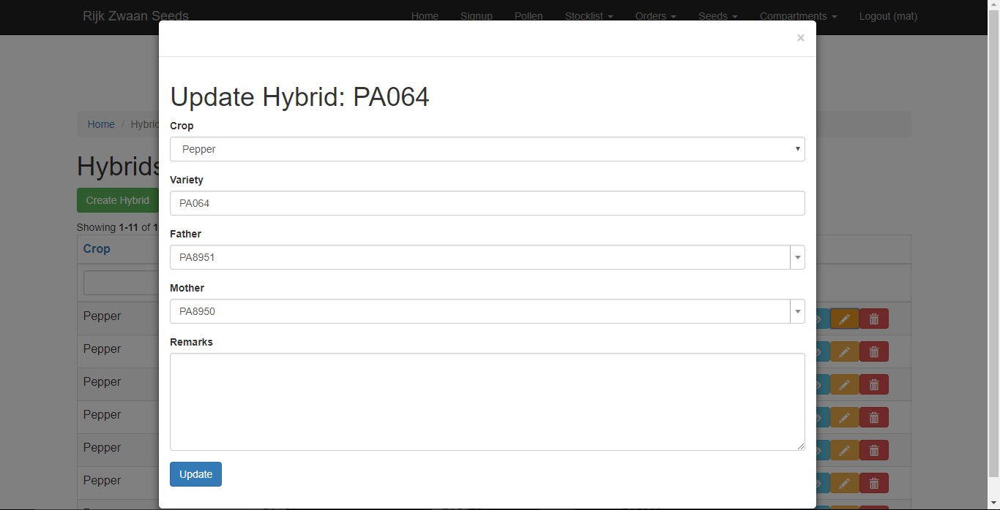 Rijk Zwaan Seeds Home Signup Pollen Stocklist Orders Seeds Compartments Logout (mat)
×
Update Hybrid: PA064
Home / Hybrid
Crop
Pepper
Hybrids
Variety
Create Hybrid
PA064
Showing 1-11 of 1
Father
Crop
PA8951
Mother
PA8950
Pepper
Remarks
Pepper
Pepper
Pepper
Pepper
Update
Pepper